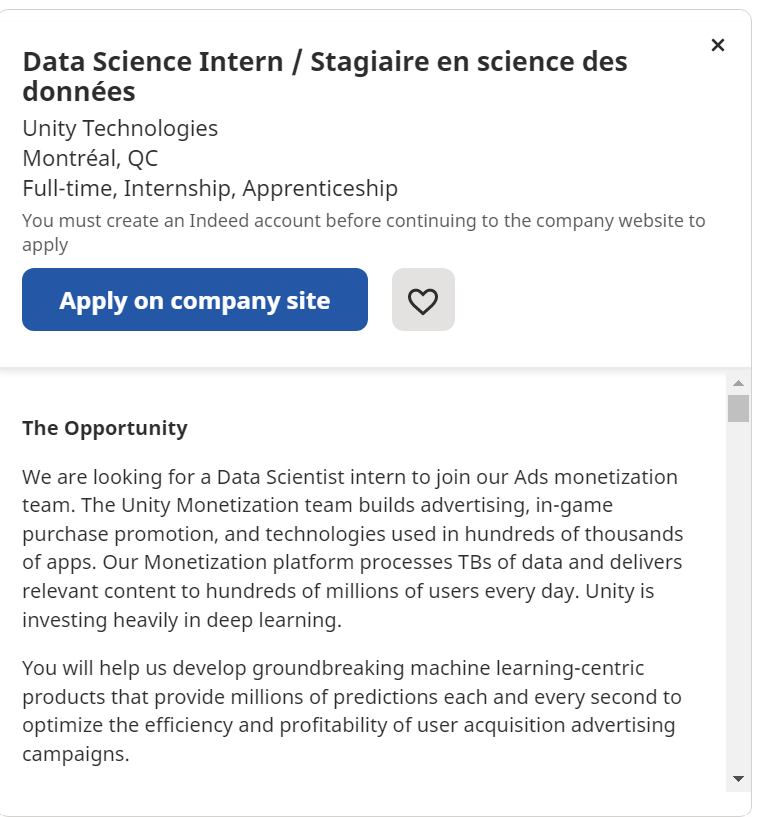 Data Science Intern / Stagiaire en science des
données
Unity Technologies
Montréal, QC
Full-time, Internship, Apprenticeship
You must create an Indeed account before continuing to the company website to
apply
Apply on company site
The Opportunity
We are looking for a Data Scientist intern to join our Ads monetization
team. The Unity Monetization team builds advertising, in-game
purchase promotion, and technologies used in hundreds of thousands
of apps. Our Monetization platform processes TBs of data and delivers
relevant content to hundreds of millions of users every day. Unity is
investing heavily in deep learning.
You will help us develop groundbreaking machine learning-centric
products that provide millions of predictions each and every second to
optimize the efficiency and profitability of user acquisition advertising
campaigns.